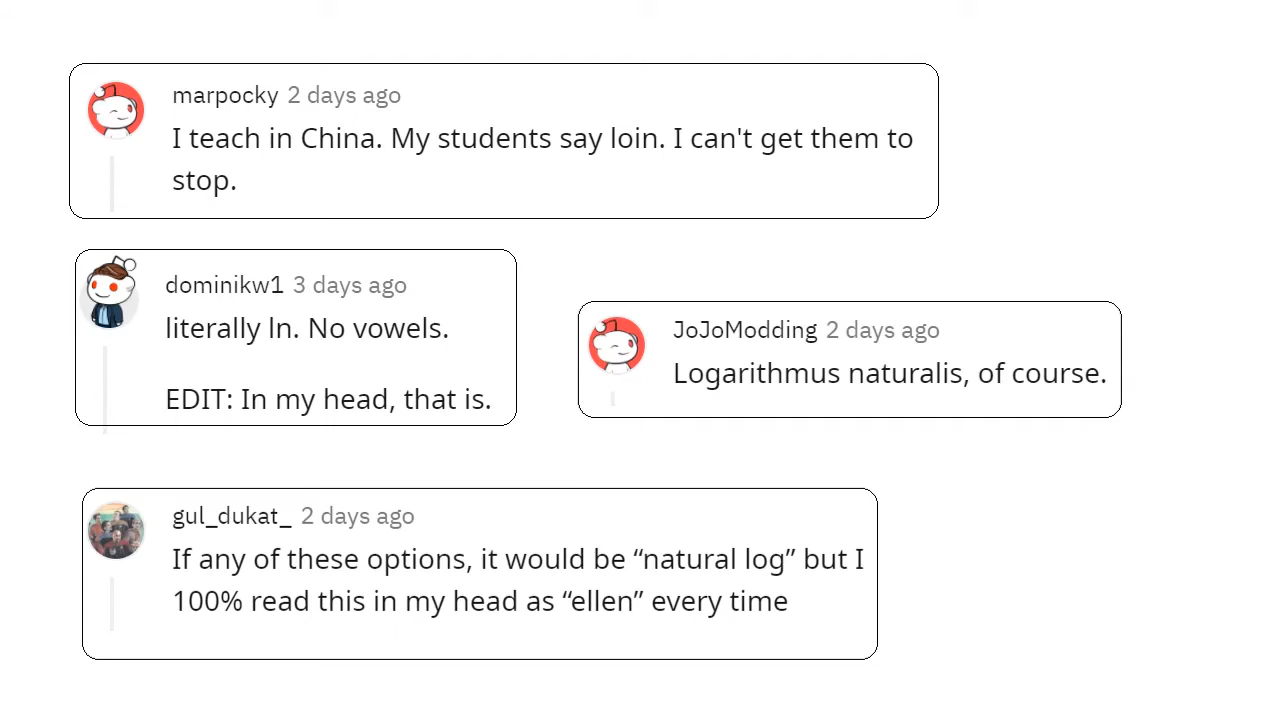 marpocky 2 days ago
I teach in China. My students say loin. I can't get them to
stop.
dominikw1 3 days ago
literally ln. No vowels.
EDIT: In my head, that is.
JoJoModding 2 days ago
Logarithmus naturalis, of course.
gul_dukat_ 2 days ago
If any of these options, it would be “natural log” but I
100% read this in my head as “ellen” every time